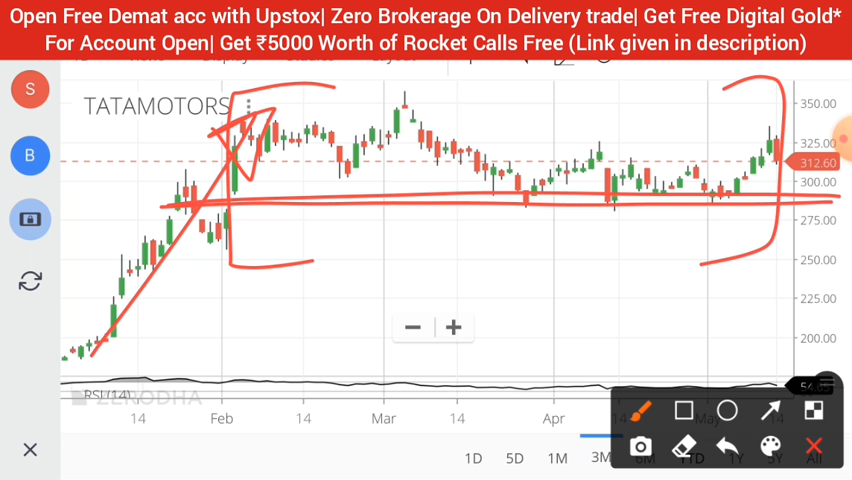 Open Free Demat acc with Upstox| Zero Brokerage On Delivery trade| Get Free Digital Gold*
For Account Open| Get ₹5000 Worth of Rocket Calls Free (Link given in description)
S
TATAMOTORS
350.00
B
325.00
312.60
300.00
275.00
250.00
225.00
200.00
RSI (14)
ZERODHA
14 Feb 14 Mar 14 Apr 14 May 14
1D 5D 1M 3M 6M YTD 1Y 5Y All